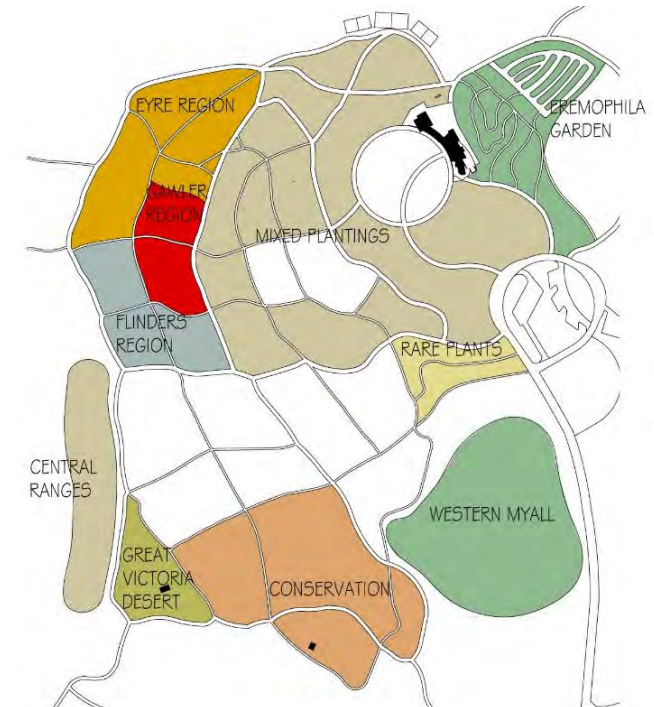 EYRE REGION
EREMOPHILA
GARDEN
GAWLER
REGION
MIXED PLANTINGS
FLINDERS
REGION
RARE PLANTS
CENTRAL
RANGES
WESTERN MYALL
GREAT
VICTORIA
DESERT
CONSERVATION